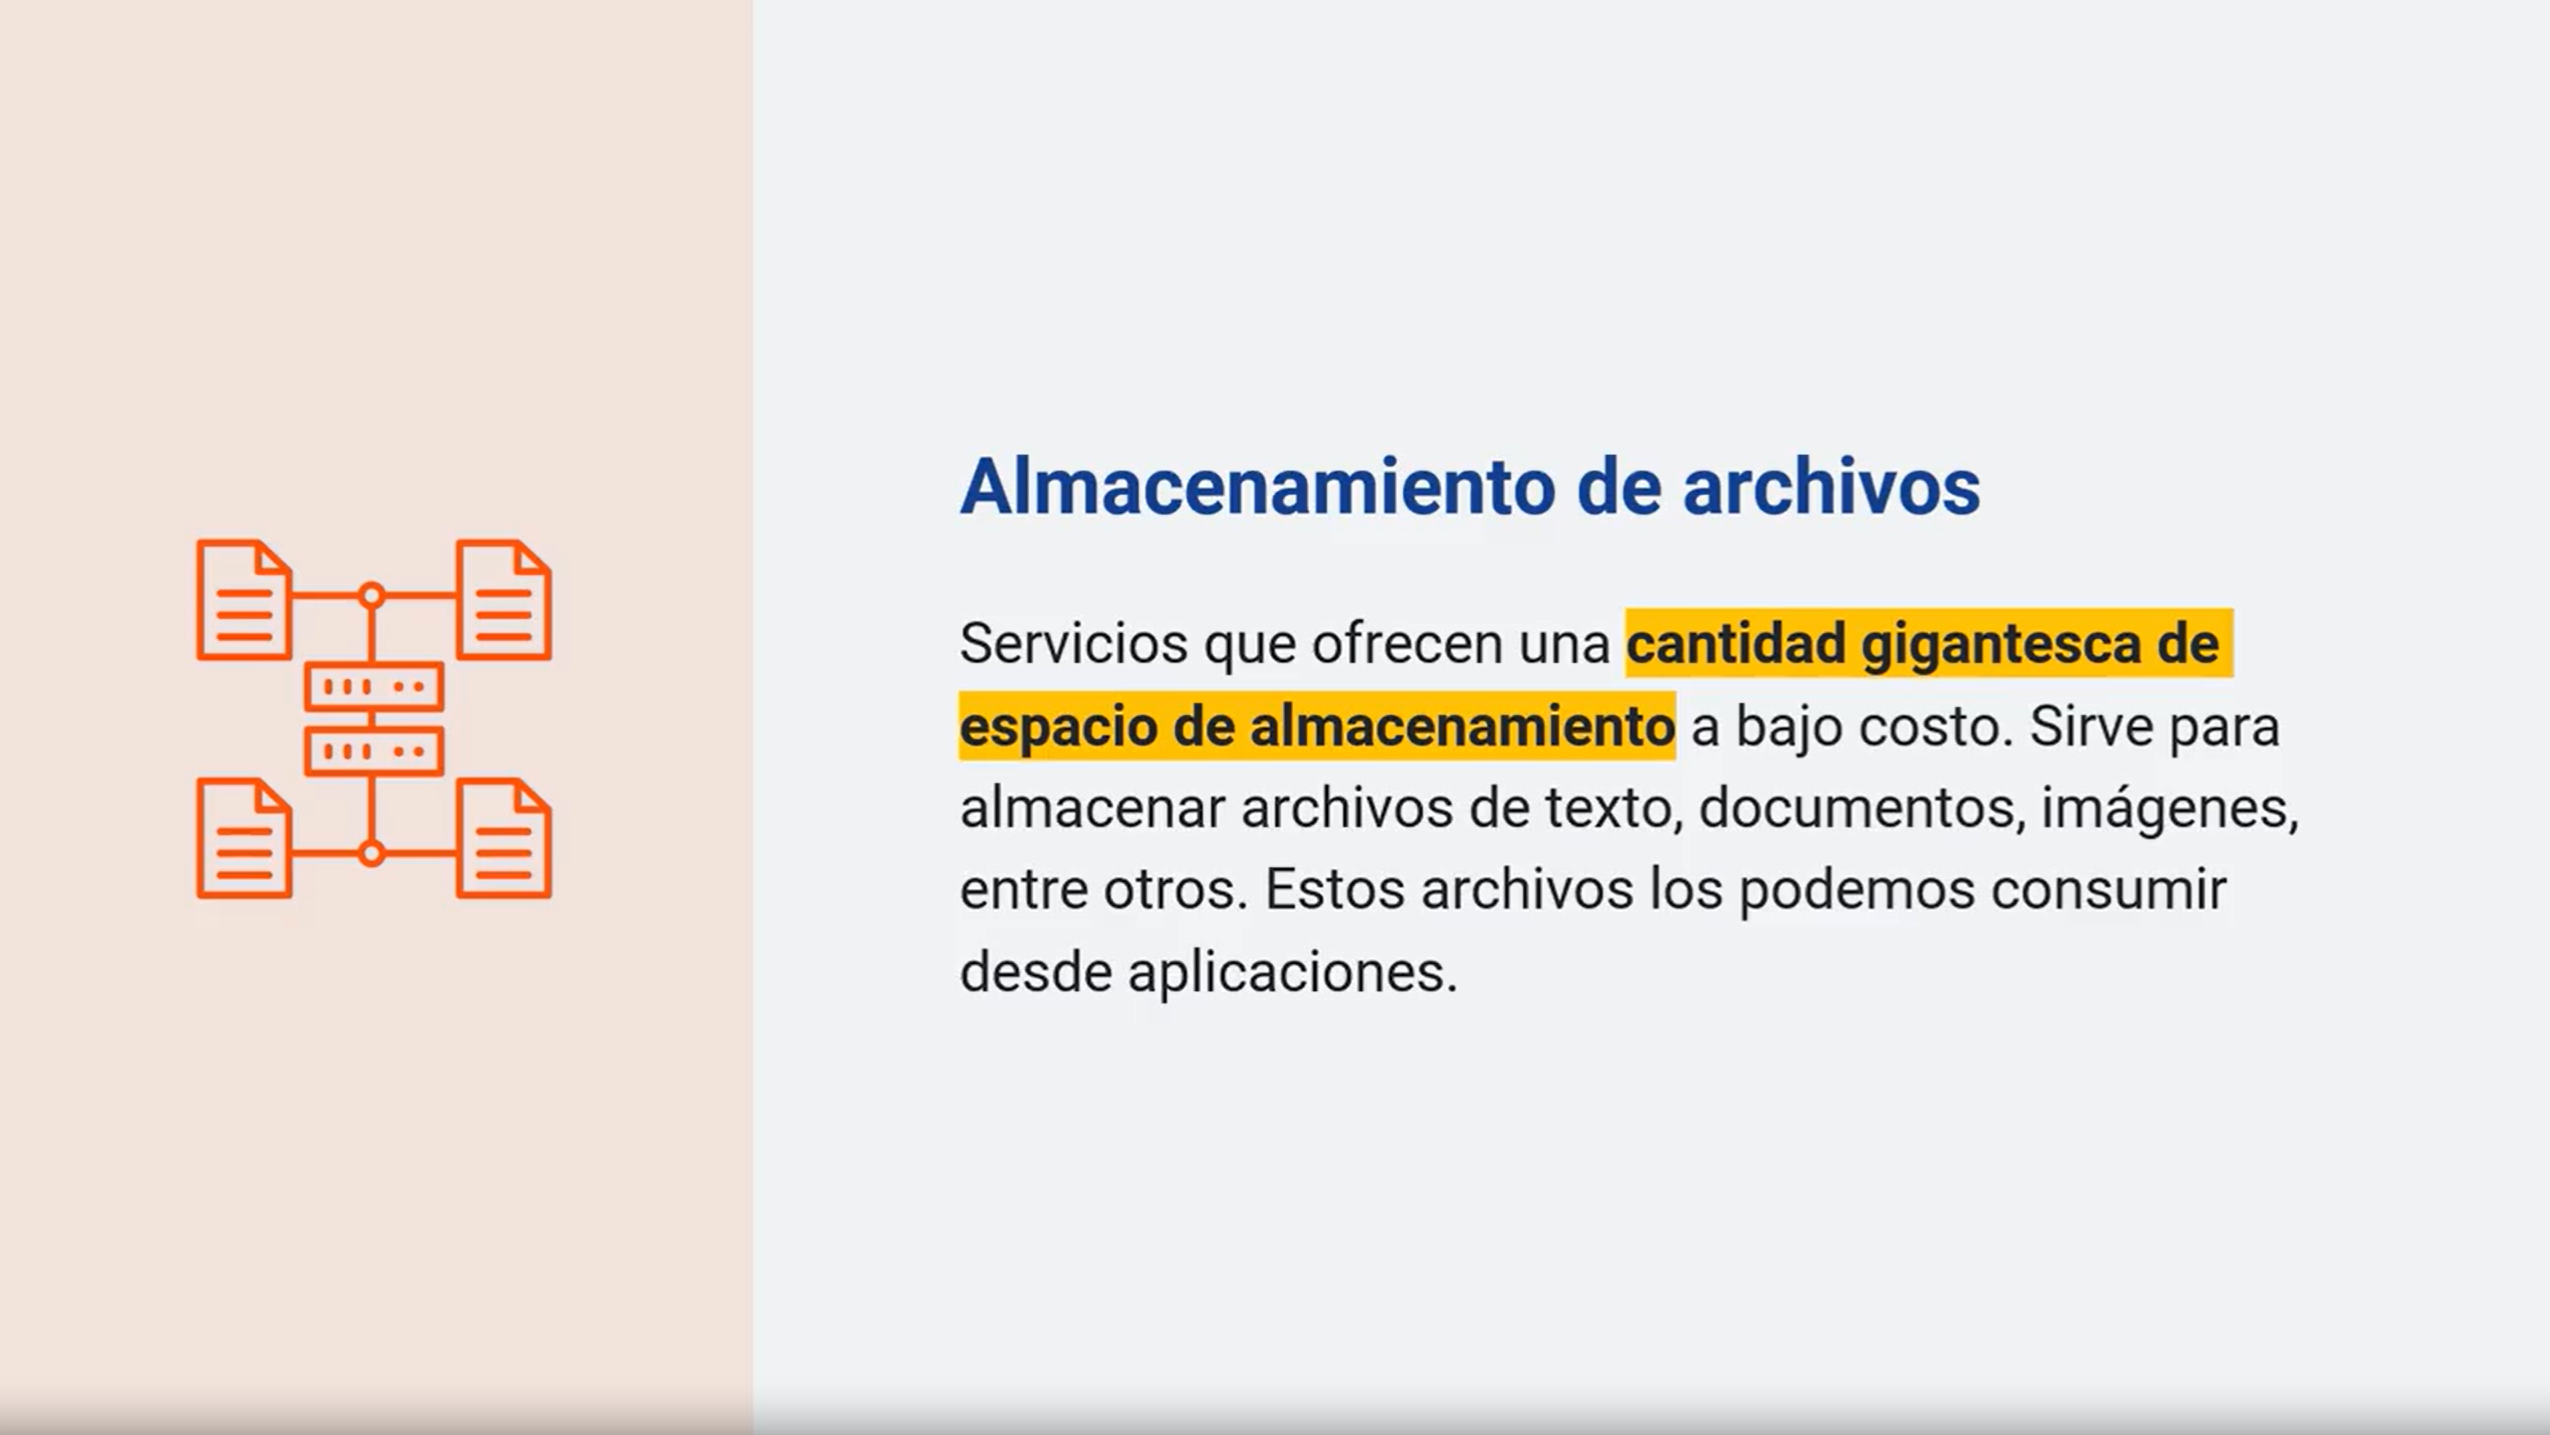 Almacenamiento de archivos
Servicios que ofrecen una cantidad gigantesca de
espacio de almacenamiento a bajo costo. Sirve para
almacenar archivos de texto, documentos, imágenes,
entre otros. Estos archivos los podemos consumir
desde aplicaciones.